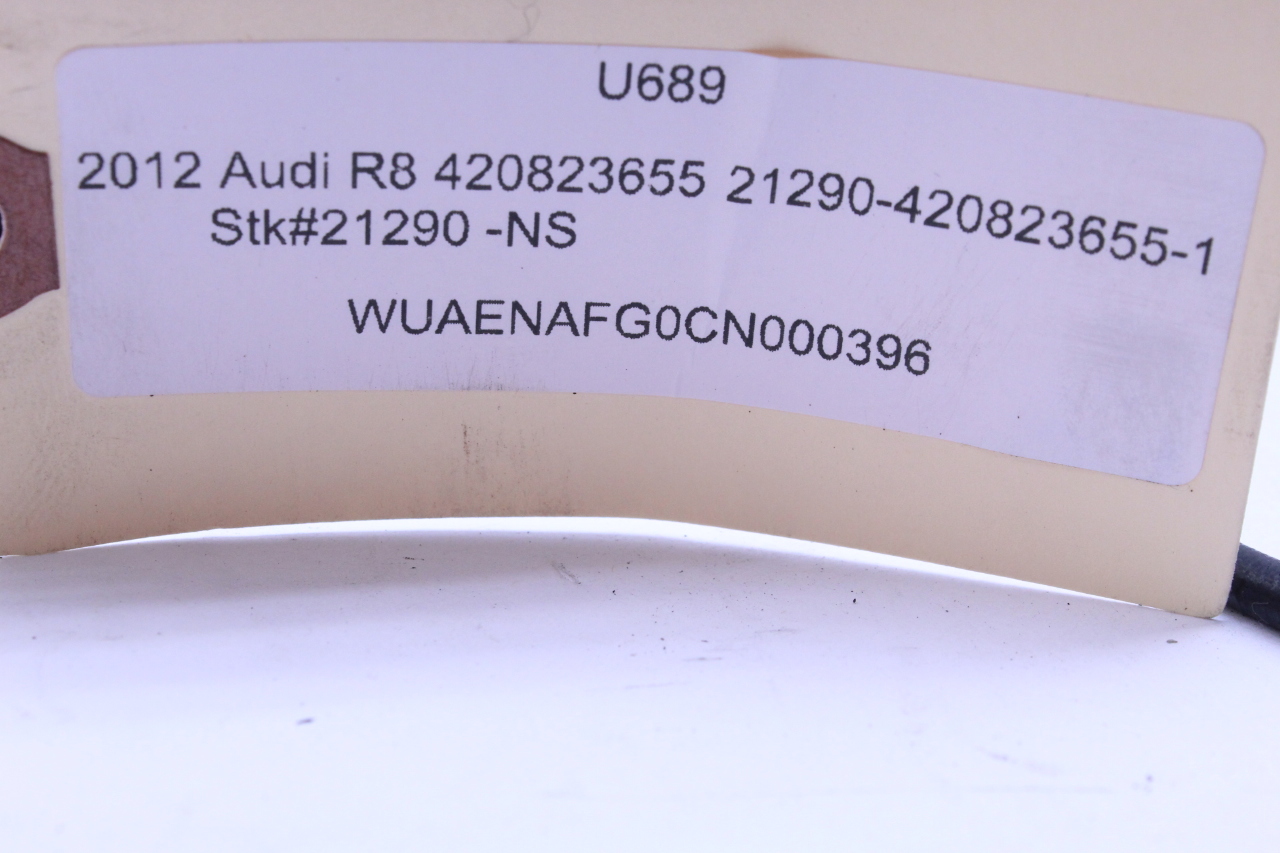 U689
2012 Audi R8 420823655 21290-420823655-1
Stk#21290 -NS
WUAENAFG0CN000396